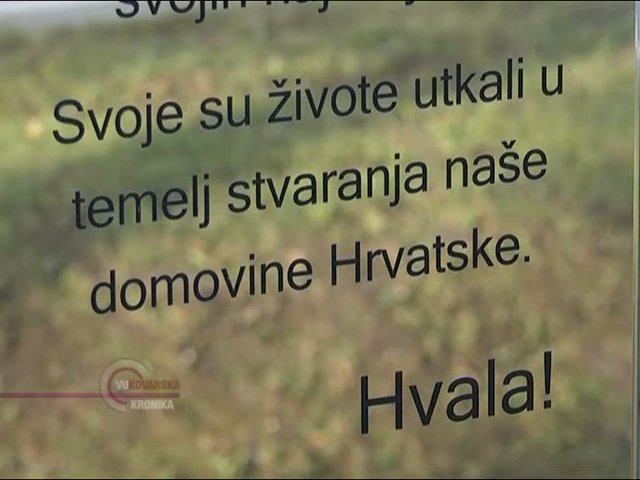 Svoje su živote utkali u
temelj stvaranja naše
domovine Hrvatske.
Hvala!
VUKOVARSKA
KRONIKA